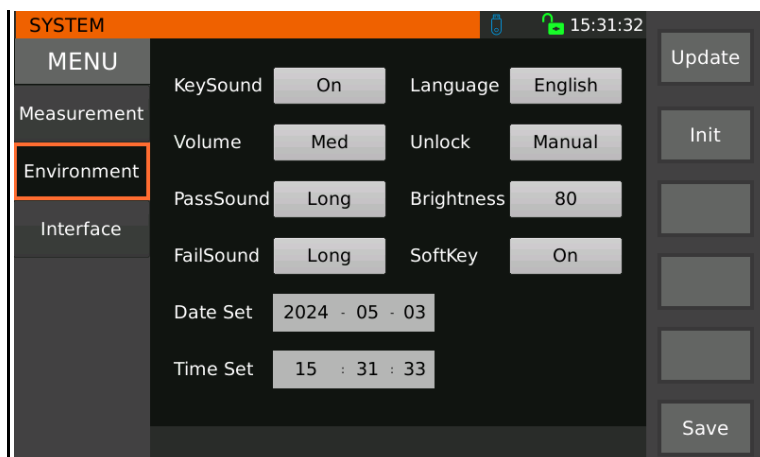 SYSTEM 15:31:32
MENU
Measurement
Environment
Interface
KeySound On Language English
Volume Med Unlock Manual
PassSound Long Brightness 80
FailSound Long SoftKey On
Date Set 2024 - 05 - 03
Time Set 15 : 31 : 33
Update
Init
Save